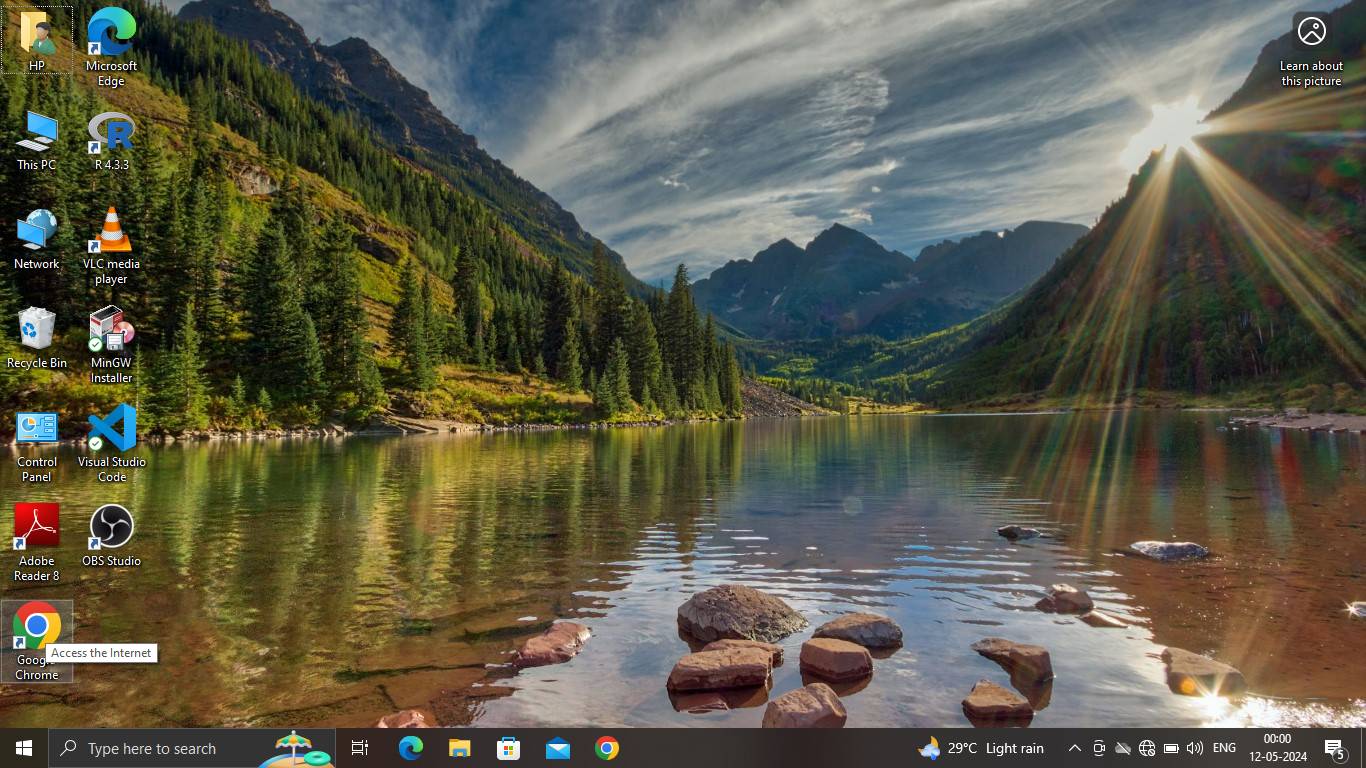 HP
Microsoft
Edge
Learn about
this picture
This PC
R 4.3.3
Network
VLC media
player
Recycle Bin
MinGW
Installer
Control
Panel
Visual Studio
Code
Adobe
Reader 8
OBS Studio
Google
Chrome
Access the Internet
Type here to search
29°C Light rain
ENG
00:00
12-05-2024
5